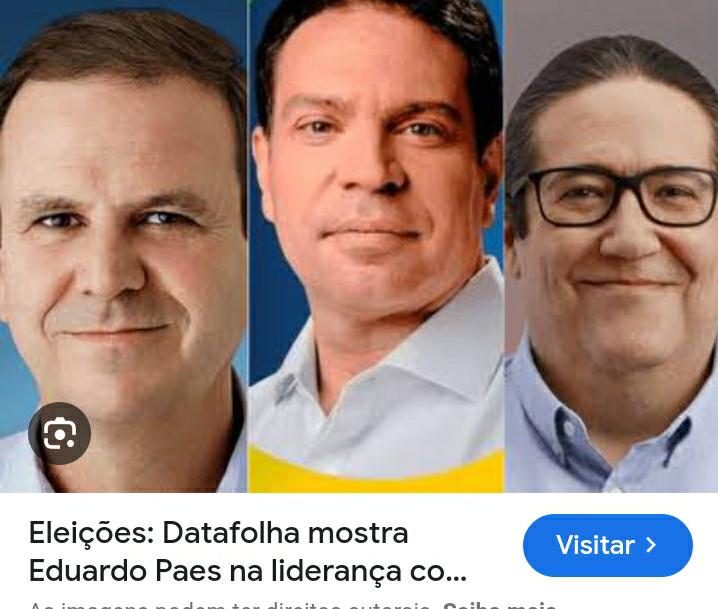 Eleições: Datafolha mostra
Eduardo Paes na liderança co...
Visitar
As imagens podem ter direitos autorais. Saiba mais